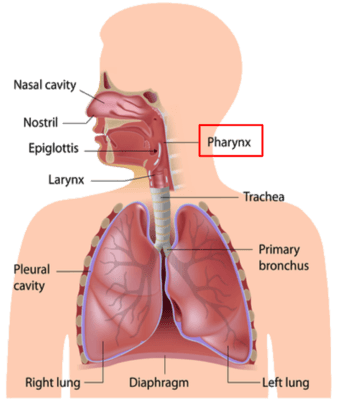 Nasal cavity
Nostril
Epiglottis
Pharynx
Larynx
Trachea
Primary
bronchus
Pleural
cavity
Right lung
Diaphragm
Left lung